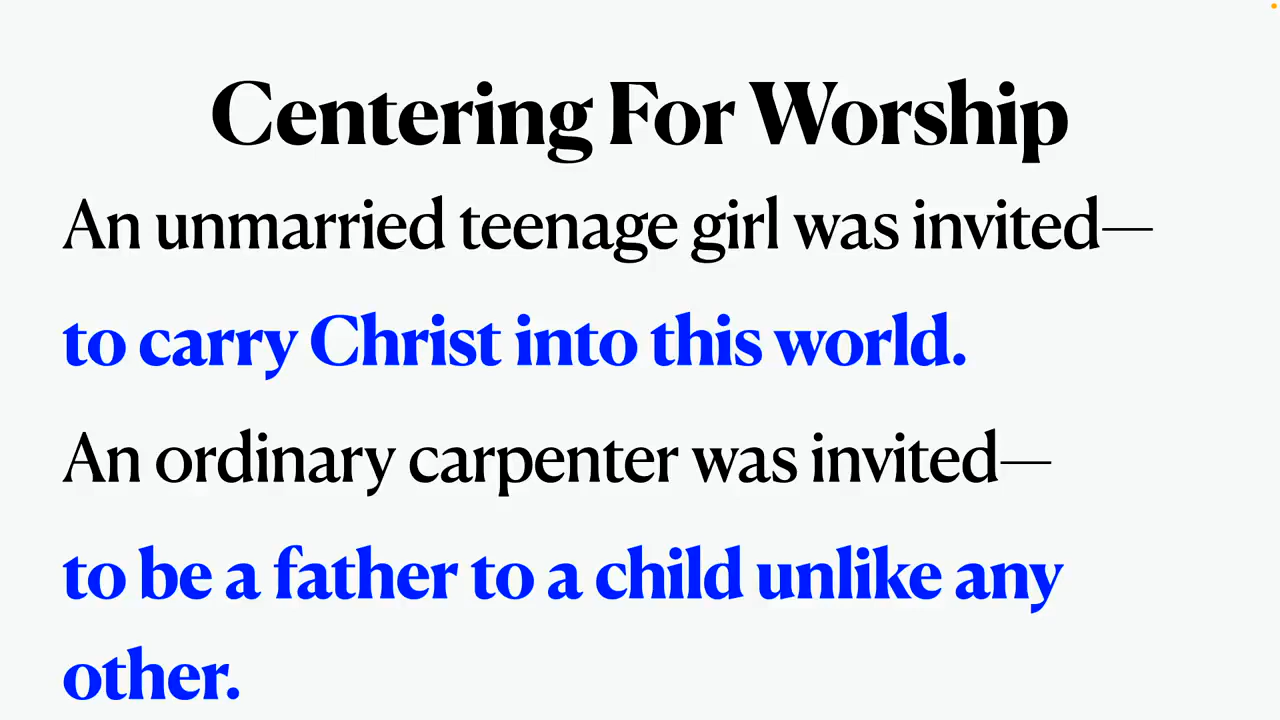 Centering For Worship
An unmarried teenage girl was invited—
to carry Christ into this world.
An ordinary carpenter was invited—
to be a father to a child unlike any
other.